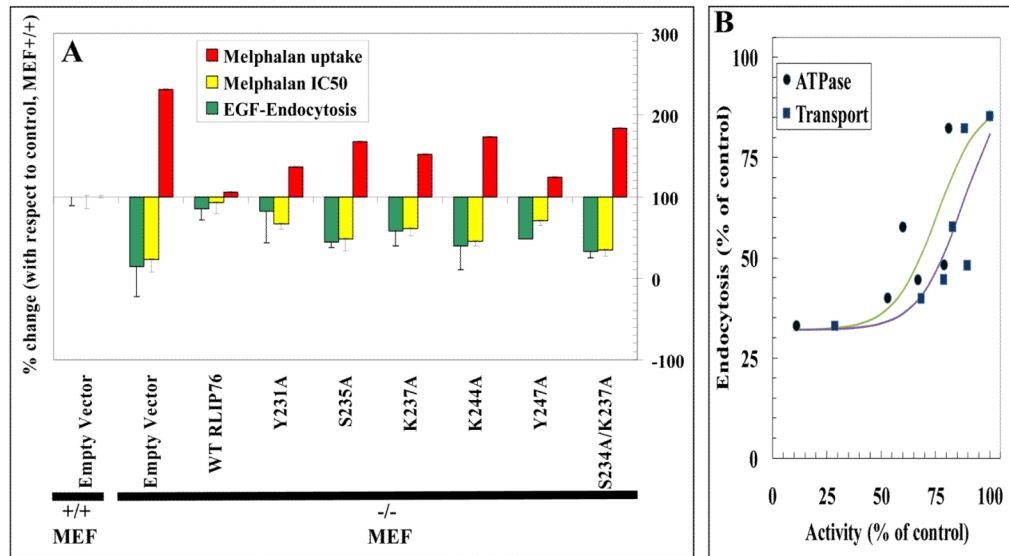 A
Melphalan uptake
Melphalan IC50
EGF-Endocytosis
% change (with respect to control, MEF+/+)
300
200
100
0
-100
Empty Vector
Empty Vector
WT RLIP76
Y231A
S235A
K237A
K244A
Y247A
S234A/K237A
+/+
MEF
-/-
MEF
B
ATPase
Transport
Endocytosis (% of control)
100
75
50
25
0
0
25
50
75
100
Activity (% of control)